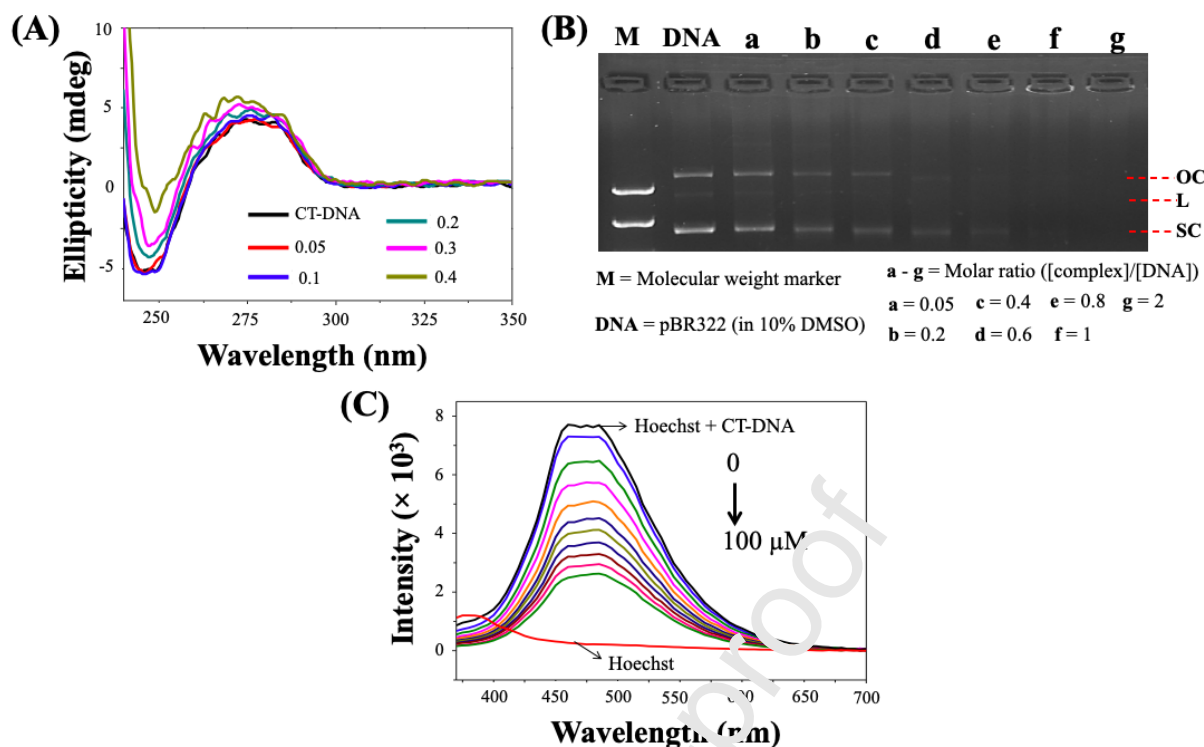 (A)
Ellipticity (mdeg)
10
5
0
-5
CT-DNA
0.05
0.1
0.2
0.3
0.4
250
275
300
325
350
Wavelength (nm)
(B)
M DNA a b c d e f g
OC
L
SC
M = Molecular weight marker
DNA = pBR322 (in 10% DMSO)
a - g = Molar ratio ([complex]/[DNA])
a = 0.05 c = 0.4 e = 0.8 g = 2
b = 0.2 d = 0.6 f = 1
(C)
Intensity (× 10³)
8
6
4
2
0
Hoechst + CT-DNA
0
100 μM
Hoechst
400 450 500 550 600 650 700
Wavelength (nm)
proof